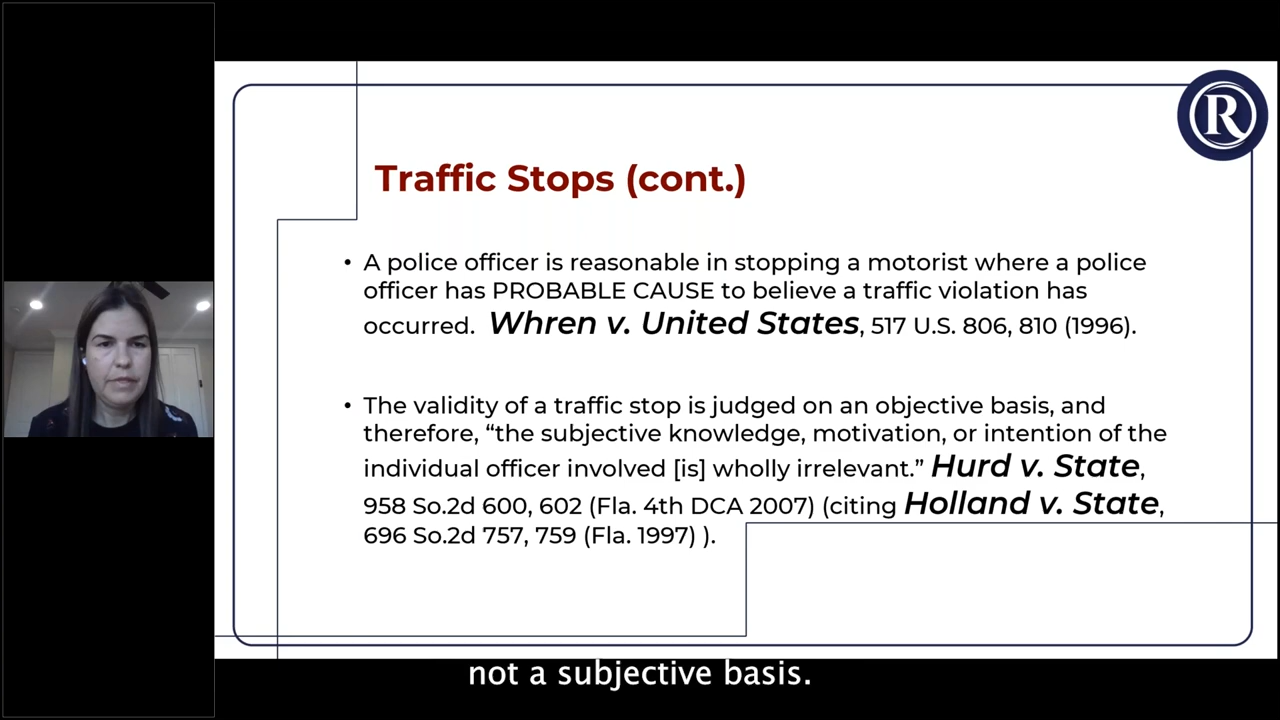 R
Traffic Stops (cont.)
• A police officer is reasonable in stopping a motorist where a police
officer has PROBABLE CAUSE to believe a traffic violation has
occurred. Whren v. United States, 517 U.S. 806, 810 (1996).
• The validity of a traffic stop is judged on an objective basis, and
therefore, “the subjective knowledge, motivation, or intention of the
individual officer involved [is] wholly irrelevant.” Hurd v. State,
958 So.2d 600, 602 (Fla. 4th DCA 2007) (citing Holland v. State,
696 So.2d 757, 759 (Fla. 1997) ).
not a subjective basis.